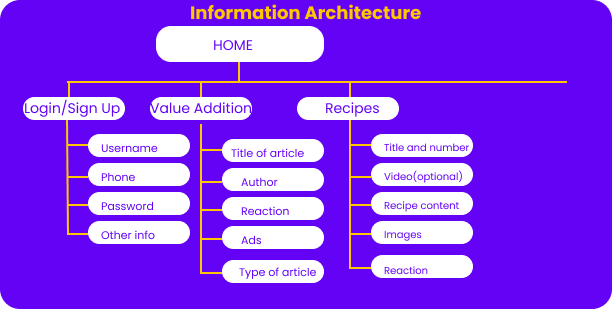 Information Architecture
HOME
Login/Sign Up
Value Addition
Recipes
Username
Phone
Password
Other info
Title of article
Author
Reaction
Ads
Type of article
Title and number
Video(optional)
Recipe content
Images
Reaction